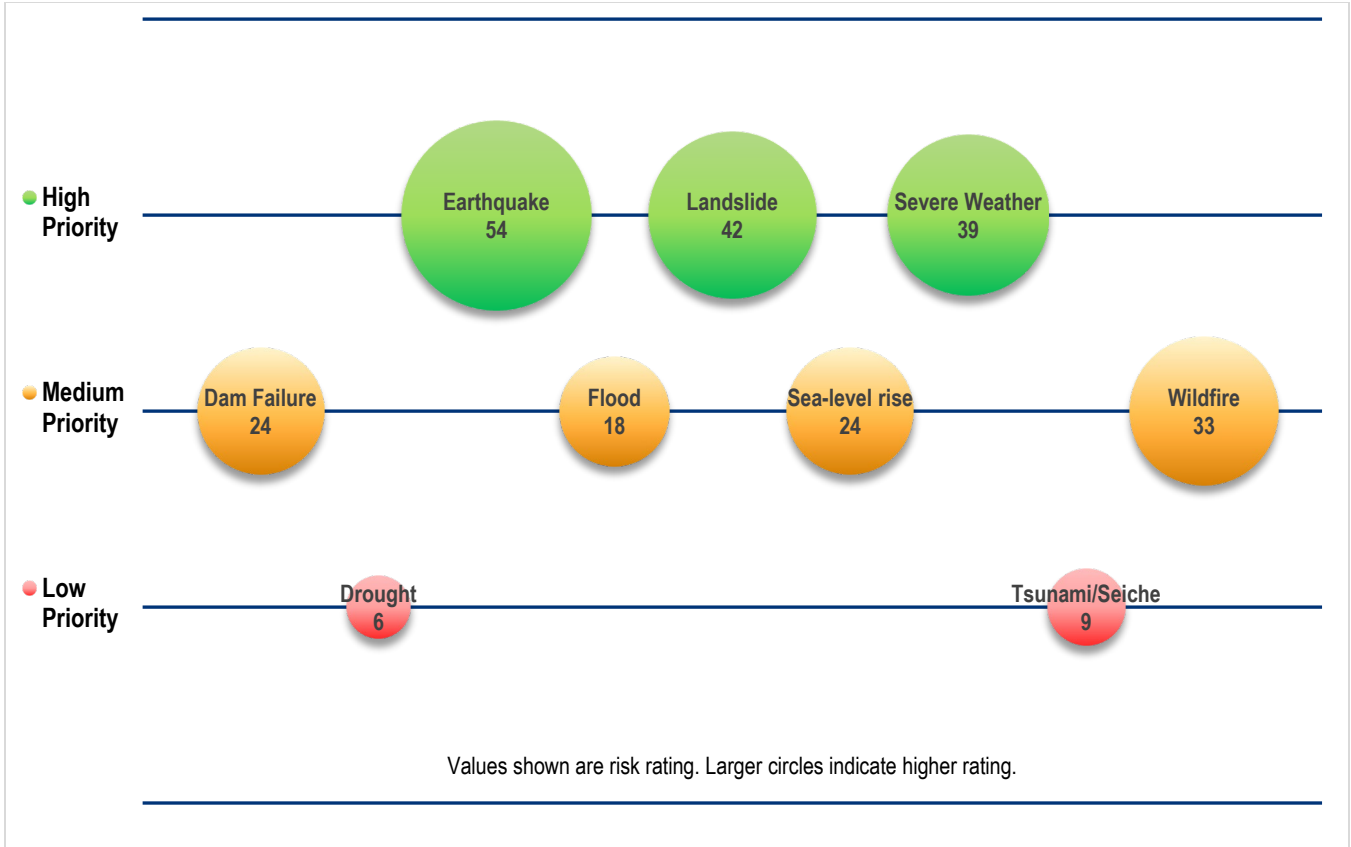 High
Priority
Earthquake
54
Landslide
42
Severe Weather
39
Medium
Priority
Dam Failure
24
Flood
18
Sea-level rise
24
Wildfire
33
Low
Priority
Drought
6
Tsunami/Seiche
9
Values shown are risk rating. Larger circles indicate higher rating.